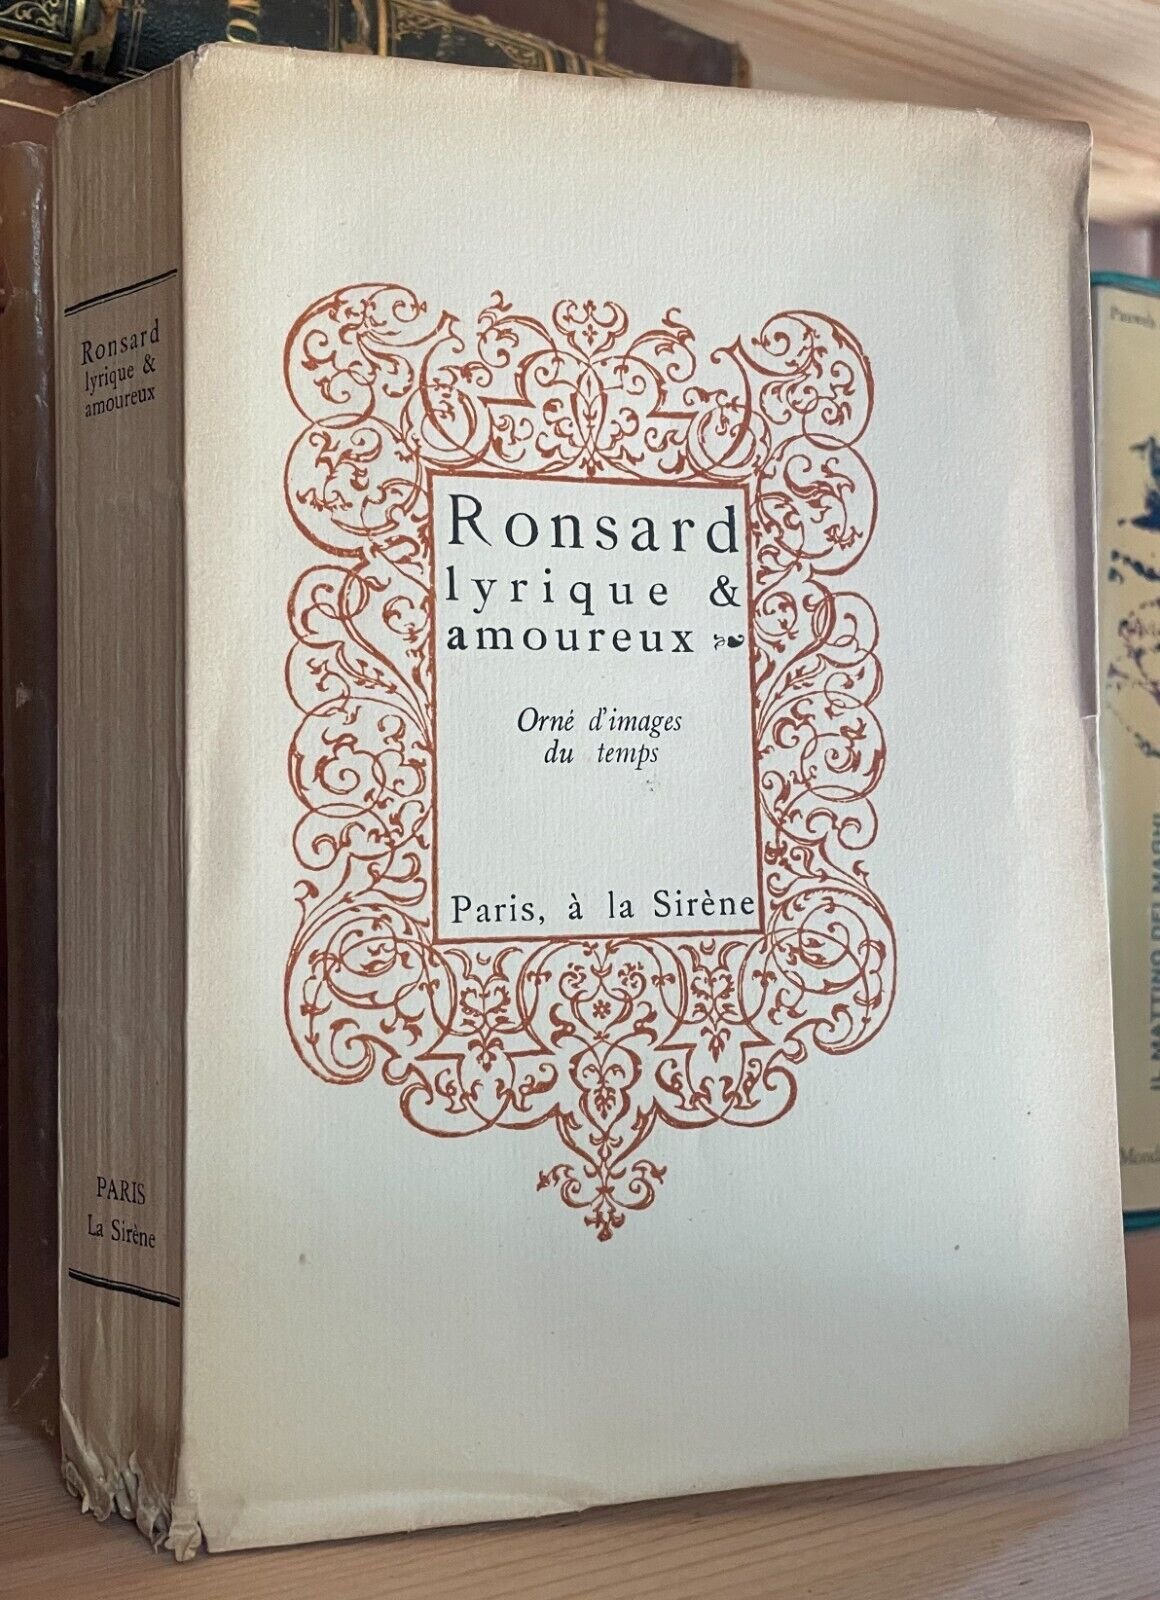 Ronsard
lyrique &
amoureux
PARIS
La Sirène
Ronsard
lyrique &
amoureux ❧
Orné d'images
du temps
Paris, à la Sirène
IL MATTINO DEI MAGHI